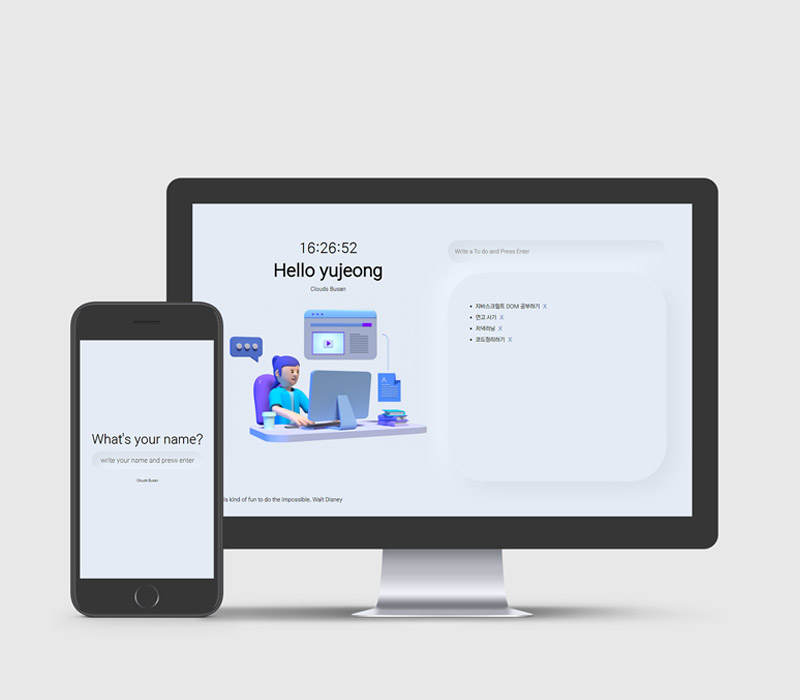 16:26:52
Hello yujeong
Clouds Busan
Write a To do and Press Enter
자바스크립트 DOM 공부하기 X
연고 사기 X
저녁러닝 X
코드정리하기 X
is kind of fun to do the impossible, Walt Disney
What's your name?
write your name and press enter
Clouds Busan